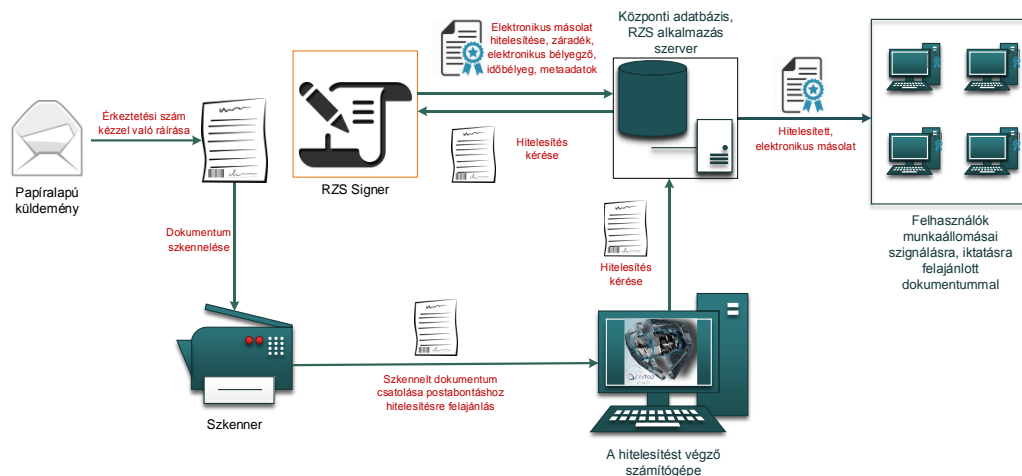 Érkeztetési szám
kézzel való ráírása
Papíralapú
küldemény
Elektronikus másolat
hitelesítése, záradék,
elektronikus bélyegző,
időbélyeg, metaadatok
Központi adatbázis,
RZS alkalmazás
szerver
RZS Signer
Hitelesítés
kérése
Hitelesített,
elektronikus másolat
Felhasználók
munkaállomásai
szignálásra, iktatásra
felajánlott
dokumentummal
Dokumentum
szkennelése
Hitelesítés
kérése
Szkenner
Szkennelt dokumentum
csatolása postabontáshoz
hitelesítésre felajánlás
A hitelesítést végző
számítógépe